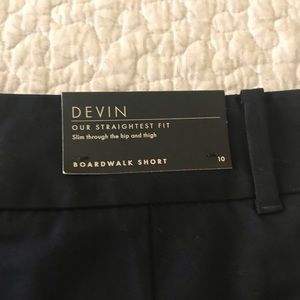 DEVIN
OUR STRAIGHTEST FIT
Slim through the hip and thigh
BOARDWALK SHORT 10